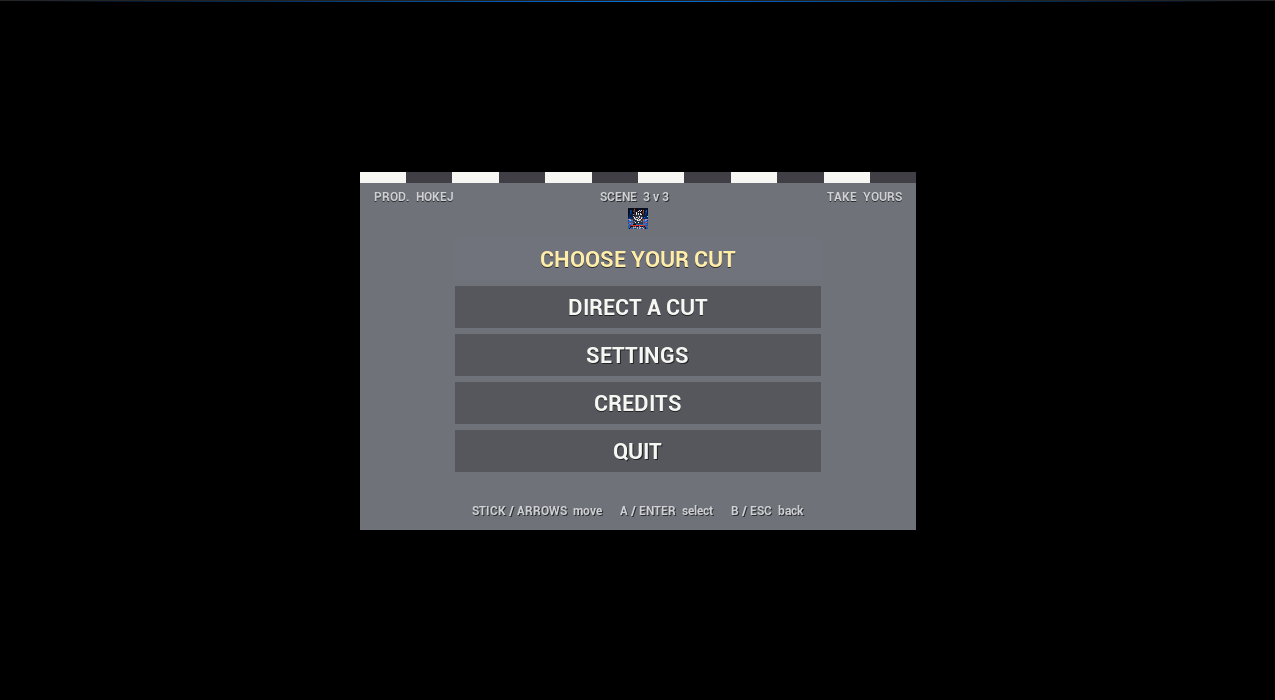 PROD. HOKEJ SCENE 3 v 3 TAKE YOURS
CHOOSE YOUR CUT
DIRECT A CUT
SETTINGS
CREDITS
QUIT
STICK / ARROWS move A / ENTER select B / ESC back